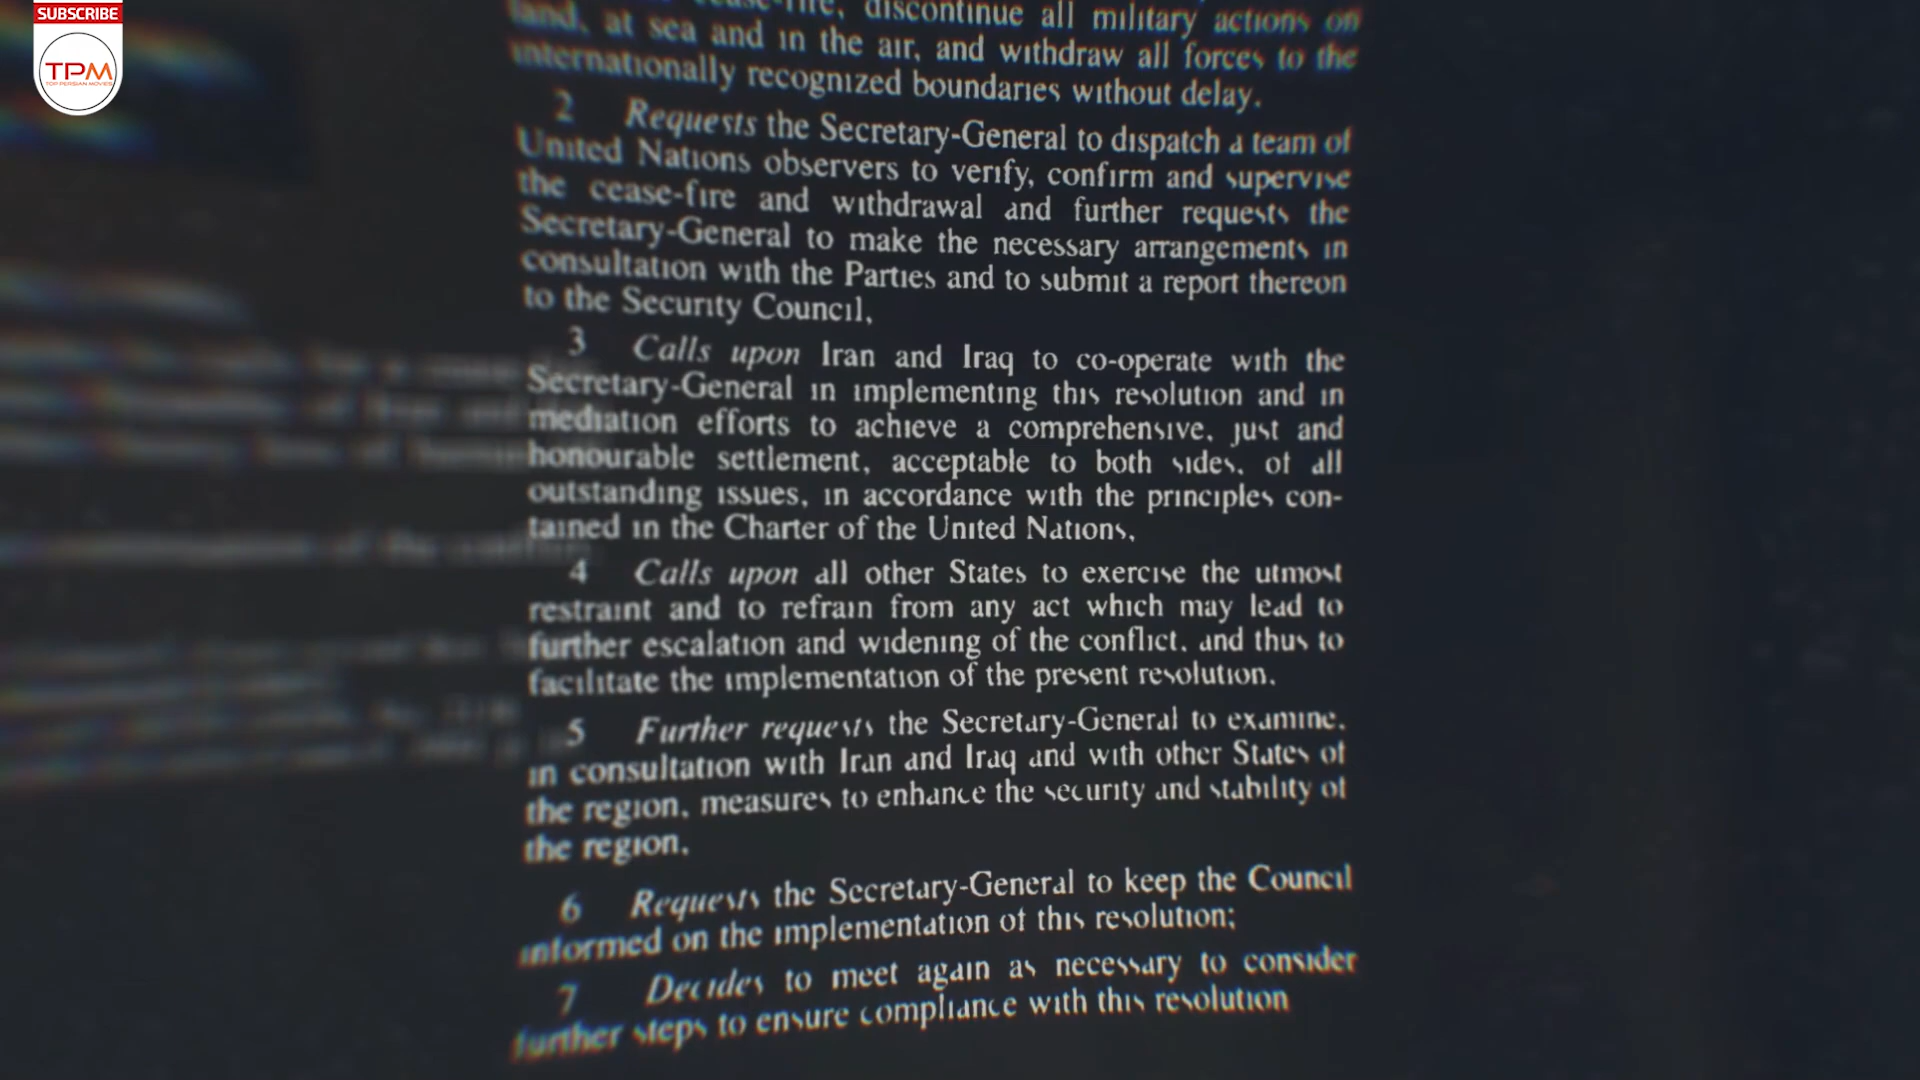 SUBSCRIBE
TPM
TOP PERSIAN MOVIES
cease-fire, discontinue all military actions on
land, at sea and in the air, and withdraw all forces to the
internationally recognized boundaries without delay.
2 Requests the Secretary-General to dispatch a team of
United Nations observers to verify, confirm and supervise
the cease-fire and withdrawal and further requests the
Secretary-General to make the necessary arrangements in
consultation with the Parties and to submit a report thereon
to the Security Council,
3 Calls upon Iran and Iraq to co-operate with the
Secretary-General in implementing this resolution and in
mediation efforts to achieve a comprehensive, just and
honourable settlement, acceptable to both sides, of all
outstanding issues, in accordance with the principles con-
tained in the Charter of the United Nations,
4 Calls upon all other States to exercise the utmost
restraint and to refrain from any act which may lead to
further escalation and widening of the conflict, and thus to
facilitate the implementation of the present resolution.
5 Further requests the Secretary-General to examine,
in consultation with Iran and Iraq and with other States of
the region, measures to enhance the security and stability of
the region.
6 Requests the Secretary-General to keep the Council
informed on the implementation of this resolution;
7 Decides to meet again as necessary to consider
further steps to ensure compliance with this resolution